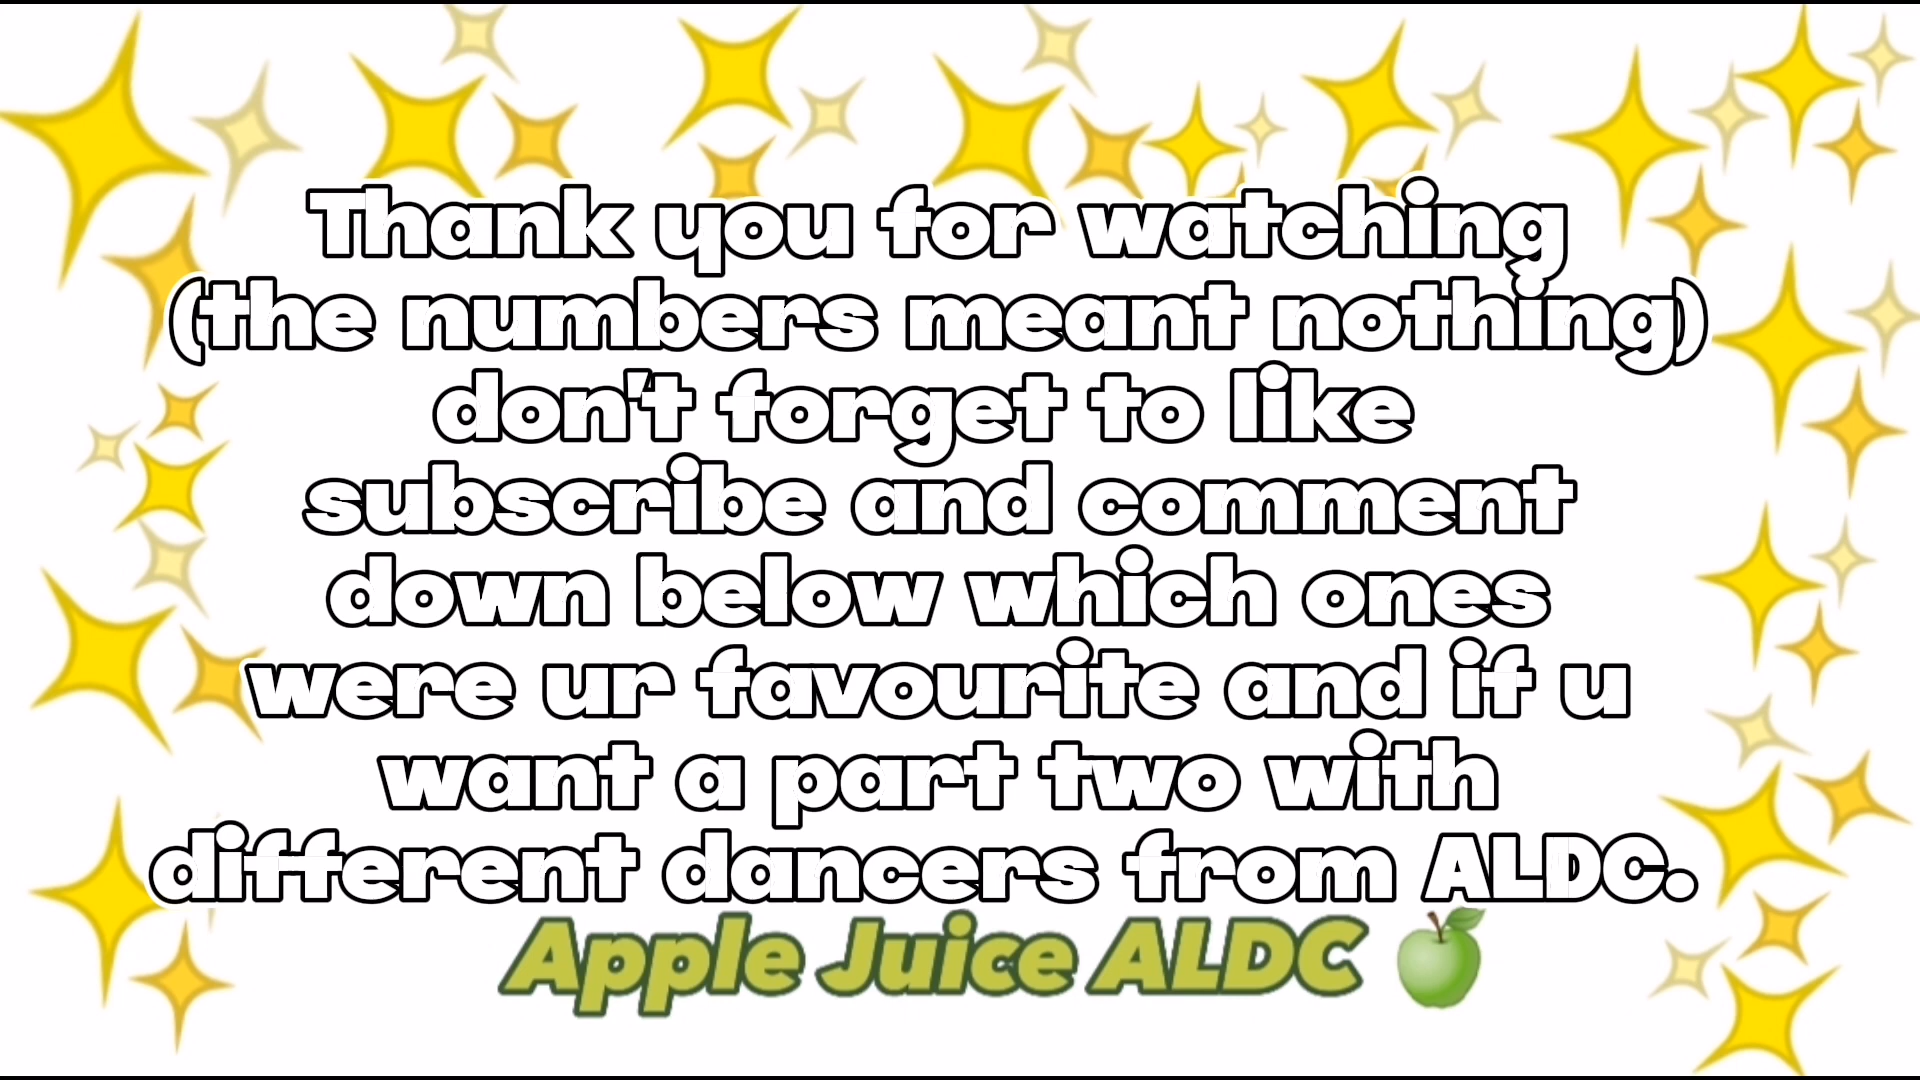 Thank you for watching
(the numbers meant nothing)
don't forget to like
subscribe and comment
down below which ones
were ur favourite and if u
want a part two with
different dancers from ALDC.
Apple Juice ALDC 🍏